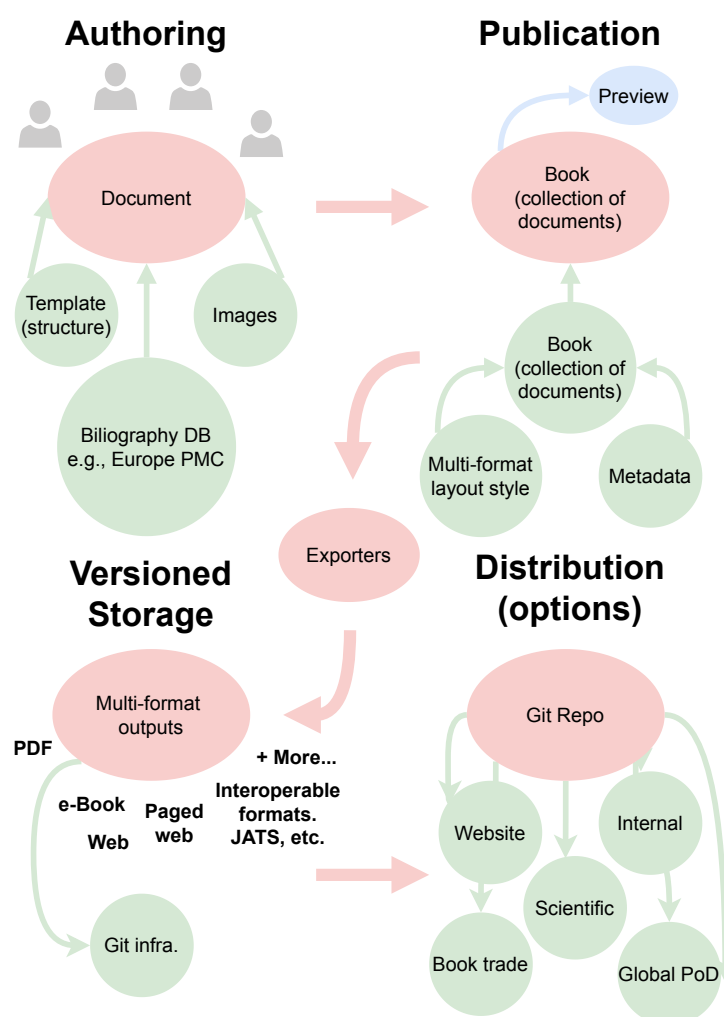 Authoring
Document
Template
(structure)
Images
Biliography DB
e.g., Europe PMC
Publication
Preview
Book
(collection of
documents)
Book
(collection of
documents)
Multi-format
layout style
Metadata
Exporters
Versioned
Storage
Multi-format
outputs
PDF
e-Book
Web
Paged
web
+ More...
Interoperable
formats.
JATS, etc.
Git infra.
Distribution
(options)
Git Repo
Website
Internal
Scientific
Book trade
Global PoD